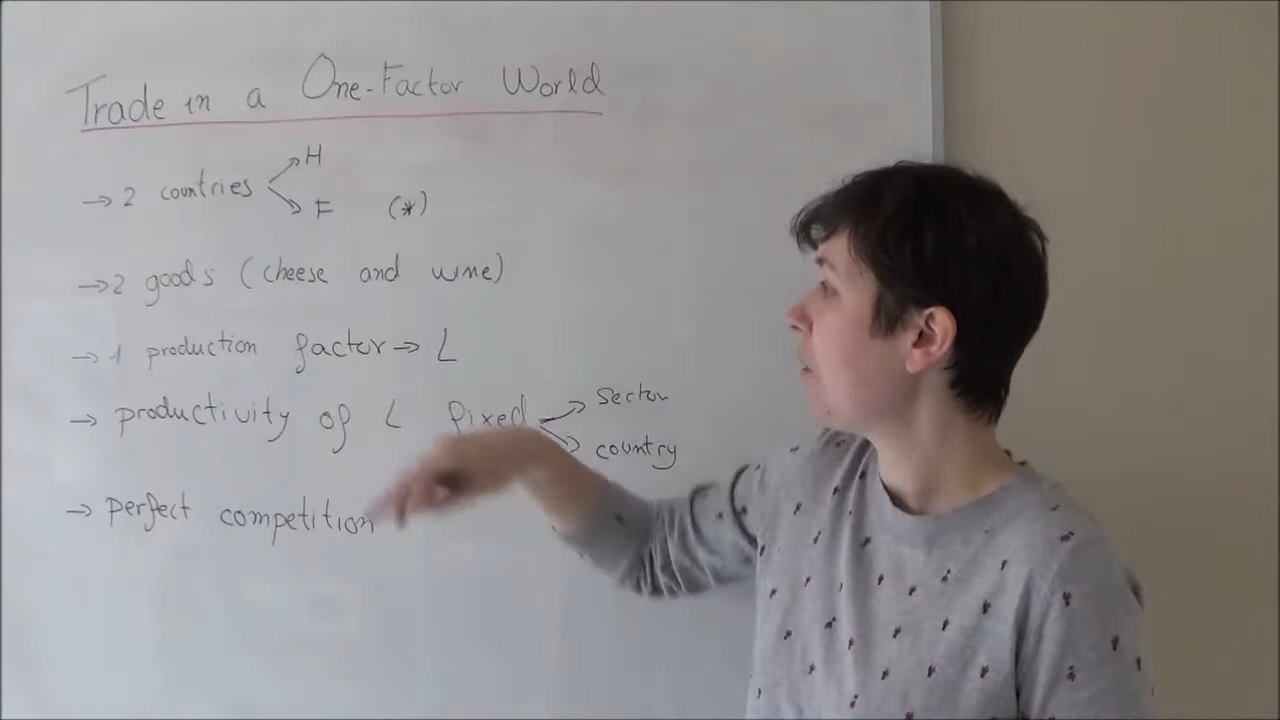 Trade in a One-Factor World
→ 2 countries H
F (*)
→ 2 goods (cheese and wine)
→ 1 production factor → L
→ productivity of L fixed sector
country
→ perfect competition